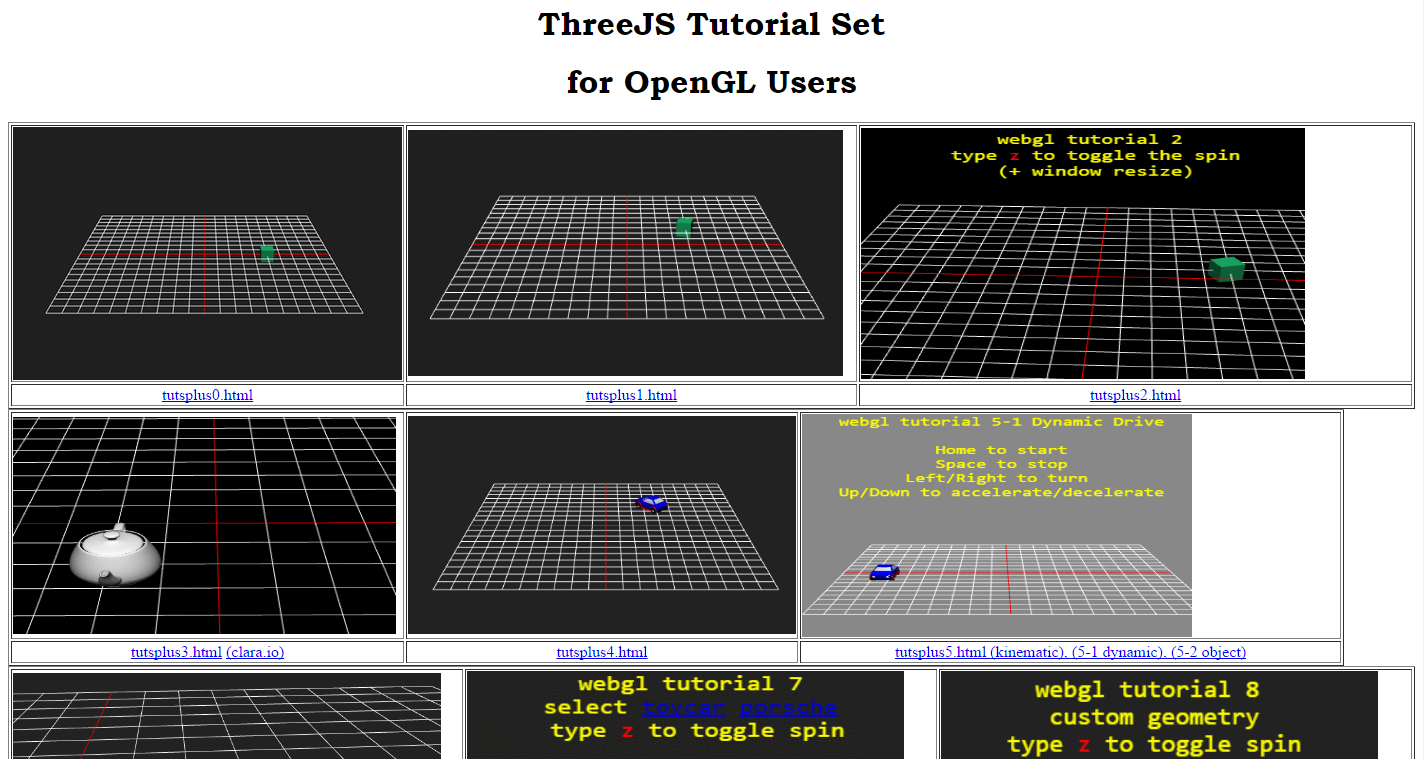 ThreeJS Tutorial Set
for OpenGL Users
webgl tutorial 2
type z to toggle the spin
(+ window resize)
tutsplus0.html
tutsplus1.html
tutsplus2.html
webgl tutorial 5-1 Dynamic Drive
Home to start
Space to stop
Left/Right to turn
Up/Down to accelerate/decelerate
tutsplus3.html (clara.io)
tutsplus4.html
tutsplus5.html (kinematic), (5-1 dynamic), (5-2 object)
webgl tutorial 7
select toycar porsche
type z to toggle spin
webgl tutorial 8
custom geometry
type z to toggle spin